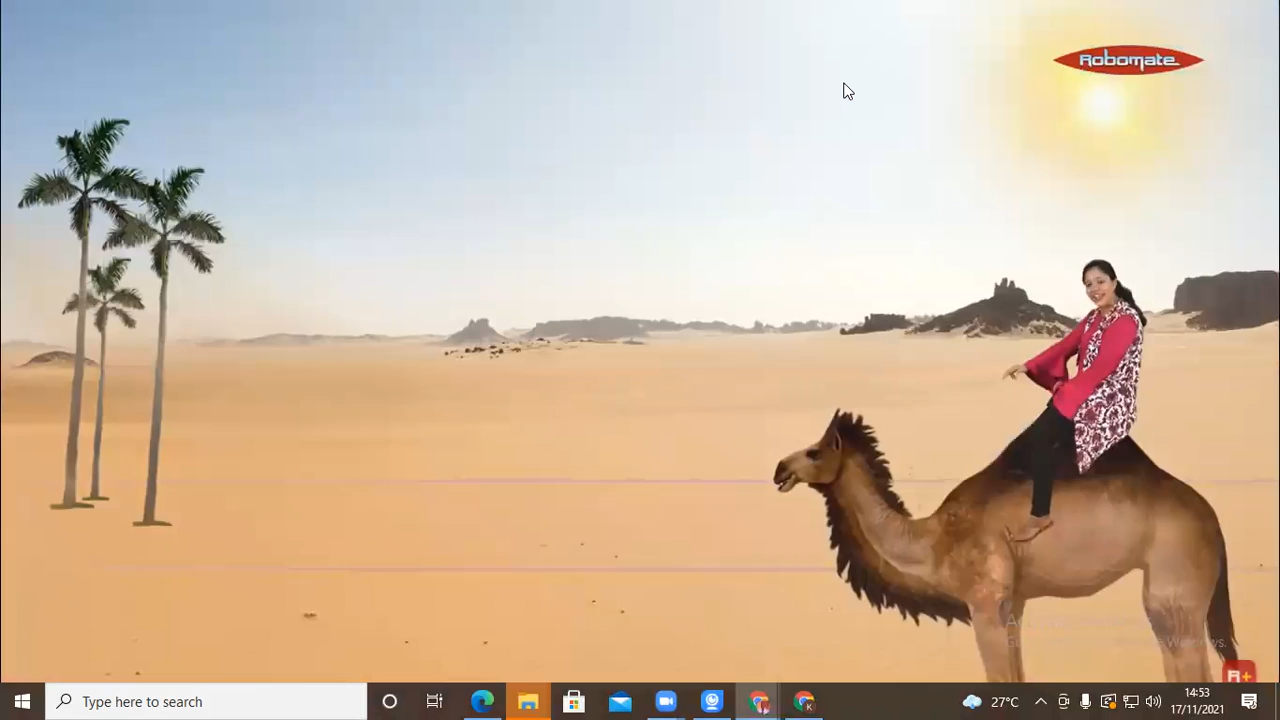 Robomate
A+
Type here to search
27°C
14:53
17/11/2021